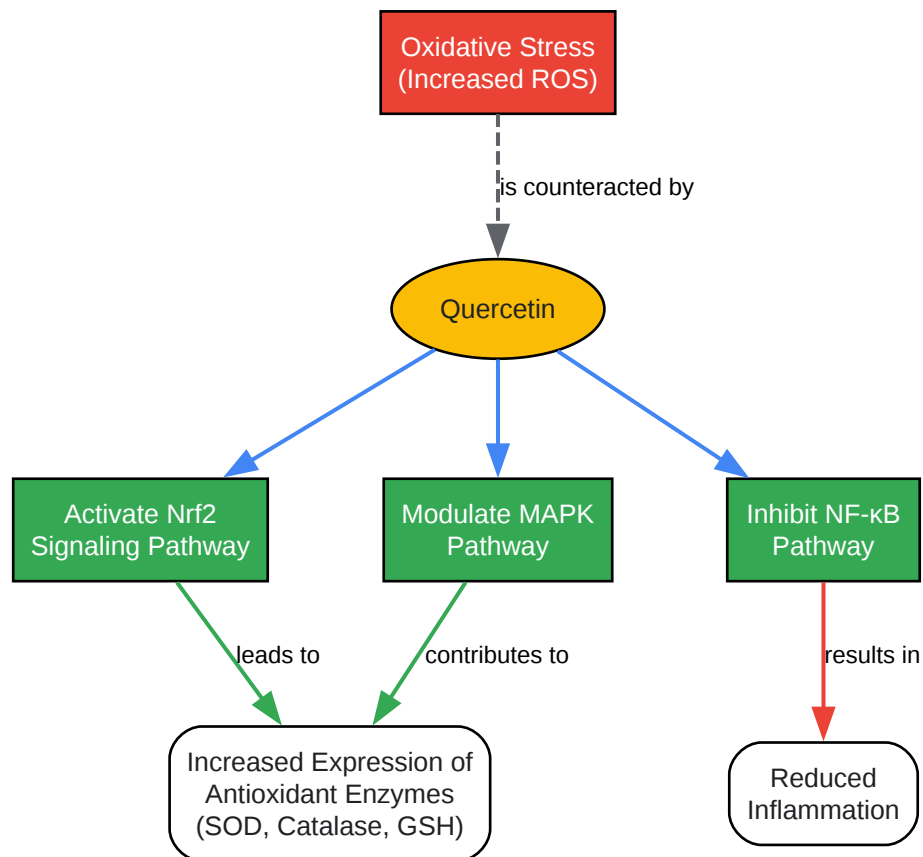 Oxidative Stress
(Increased ROS)
is counteracted by
Quercetin
Activate Nrf2
Signaling Pathway
Modulate MAPK
Pathway
Inhibit NF-κB
Pathway
leads to
contributes to
results in
Increased Expression of
Antioxidant Enzymes
(SOD, Catalase, GSH)
Reduced
Inflammation